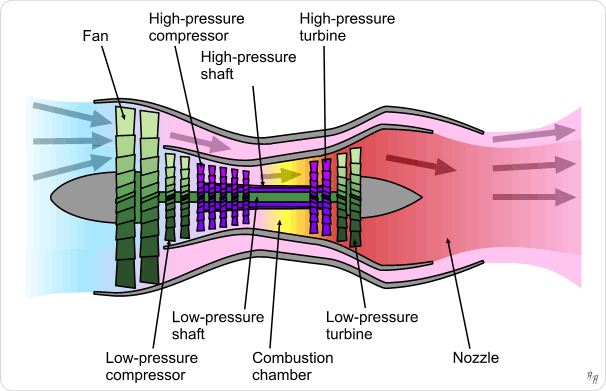 High-pressure
compressor
High-pressure
turbine
Fan
High-pressure
shaft
Low-pressure
shaft
Low-pressure
turbine
Low-pressure
compressor
Combustion
chamber
Nozzle